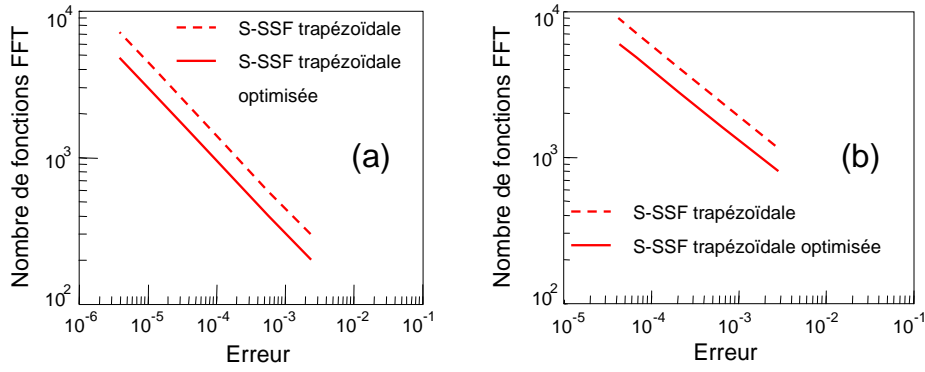 Nombre de fonctions FFT
10^4
10^3
10^2
S-SSF trapézoïdale
S-SSF trapézoïdale
optimisée
(a)
10^-6 10^-5 10^-4 10^-3 10^-2 10^-1
Erreur
Nombre de fonctions FFT
10^4
10^3
10^2
(b)
S-SSF trapézoïdale
S-SSF trapézoïdale optimisée
10^-5 10^-4 10^-3 10^-2 10^-1
Erreur